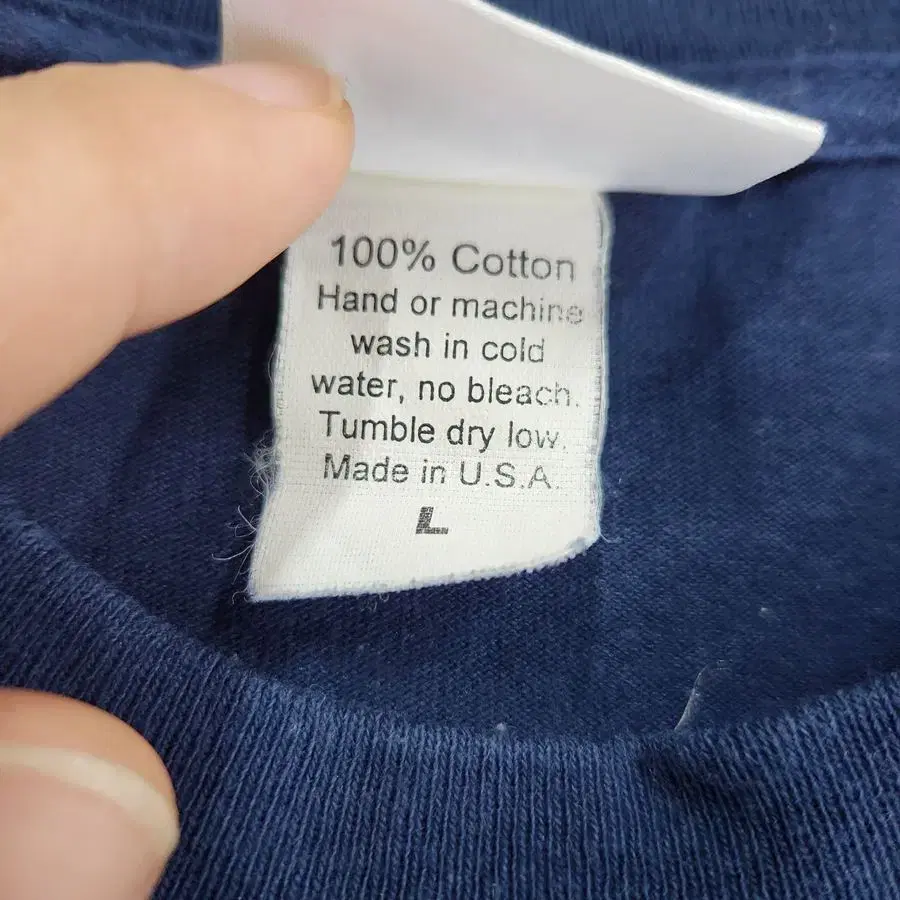 100% Cotton
Hand or machine
wash in cold
water, no bleach.
Tumble dry low.
Made in U.S.A.
L